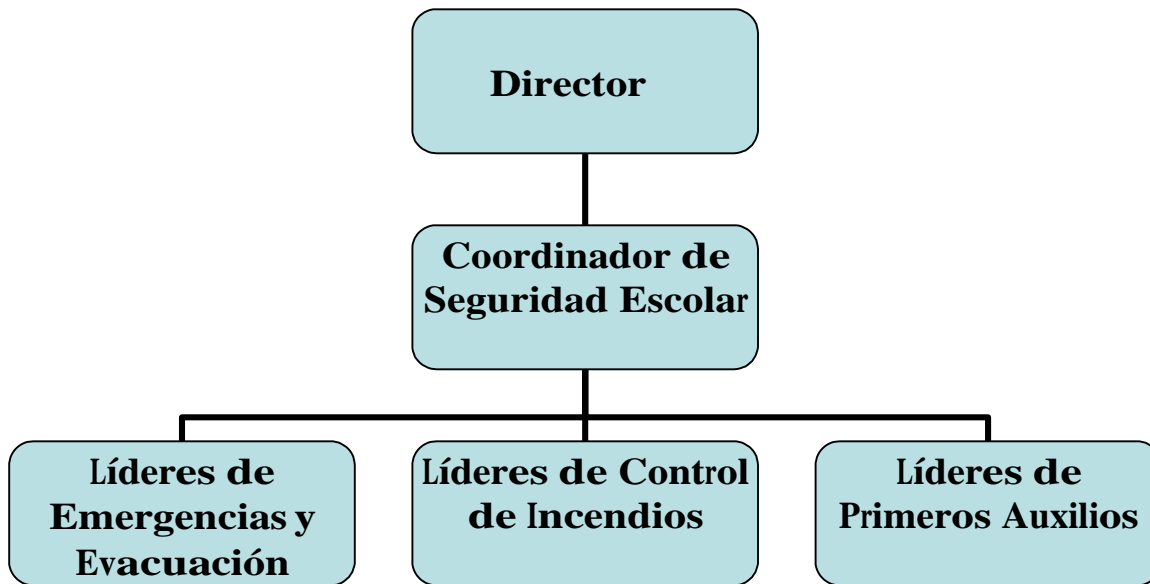 Director
Coordinador de
Seguridad Escolar
Líderes de
Emergencias y
Evacuación
Líderes de Control
de Incendios
Líderes de
Primeros Auxilios